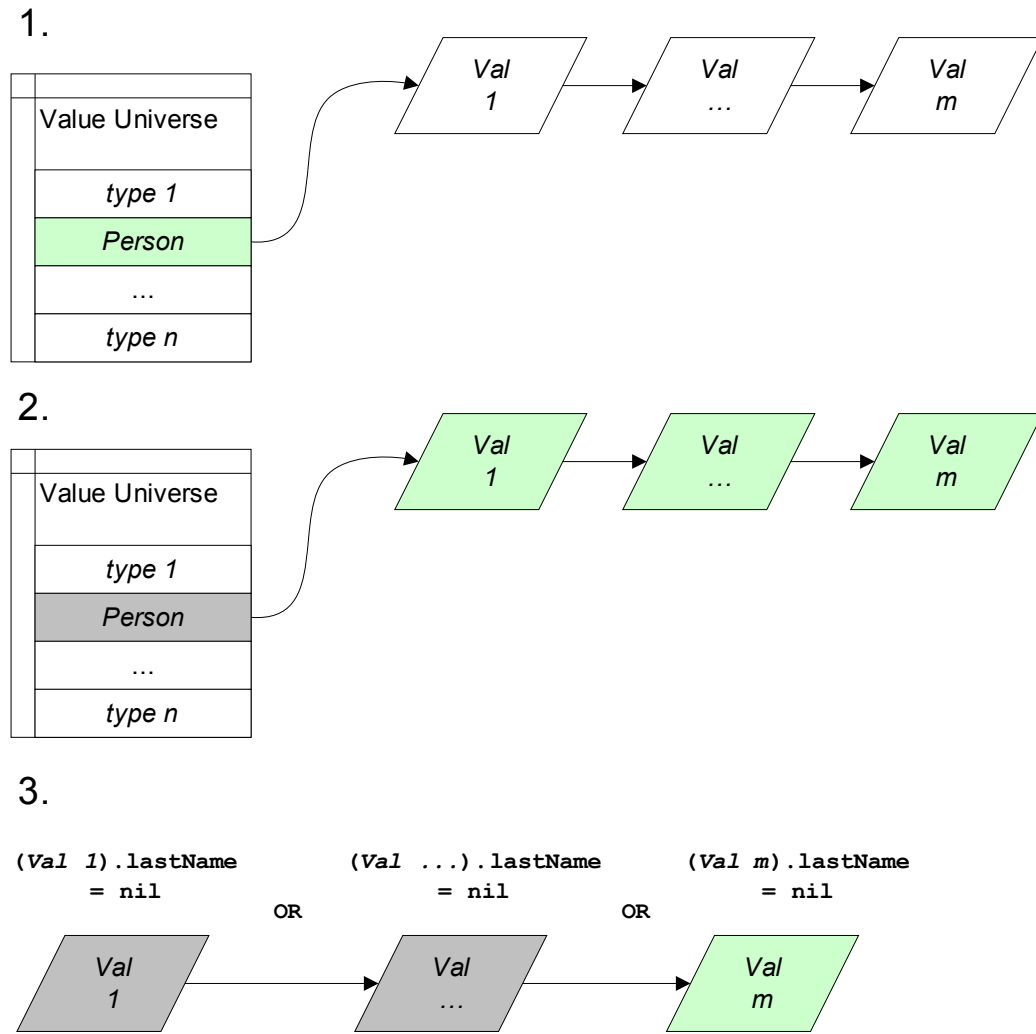 1.
Val
1
Val
...
Val
m
Value Universe
type 1
Person
...
type n
2.
Val
1
Val
...
Val
m
Value Universe
type 1
Person
...
type n
3.
(Val 1).lastName
= nil
OR
(Val ...).lastName
= nil
OR
(Val m).lastName
= nil
Val
1
Val
...
Val
m